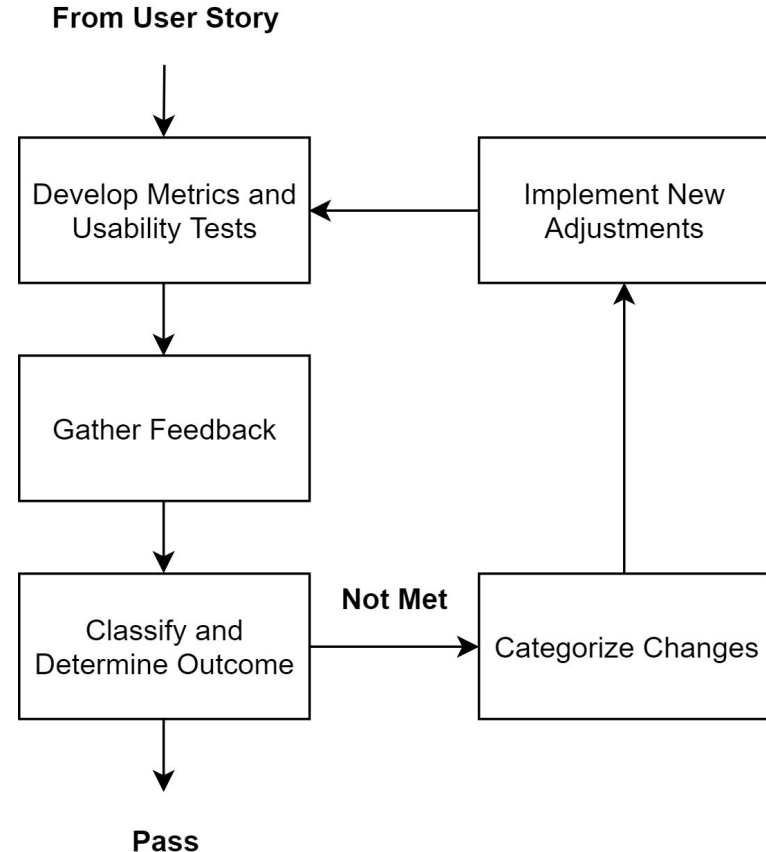 From User Story
Develop Metrics and
Usability Tests
Implement New
Adjustments
Gather Feedback
Classify and
Determine Outcome
Not Met
Categorize Changes
Pass